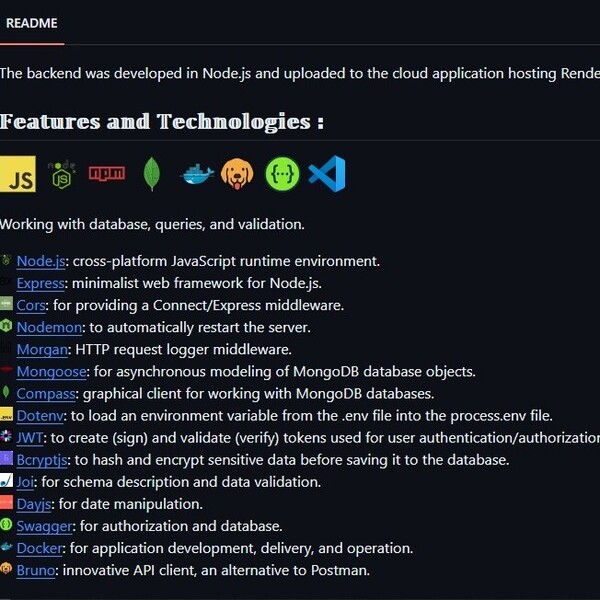 README
The backend was developed in Node.js and uploaded to the cloud application hosting Rende
Features and Technologies :
JS node JS npm
Working with database, queries, and validation.
Node.js: cross-platform JavaScript runtime environment.
Express: minimalist web framework for Node.js.
Cors: for providing a Connect/Express middleware.
Nodemon: to automatically restart the server.
Morgan: HTTP request logger middleware.
Mongoose: for asynchronous modeling of MongoDB database objects.
Compass: graphical client for working with MongoDB databases.
Dotenv: to load an environment variable from the .env file into the process.env file.
JWT: to create (sign) and validate (verify) tokens used for user authentication/authorization
Bcryptjs: to hash and encrypt sensitive data before saving it to the database.
Joi: for schema description and data validation.
Dayjs: for date manipulation.
Swagger: for authorization and database.
Docker: for application development, delivery, and operation.
Bruno: innovative API client, an alternative to Postman.